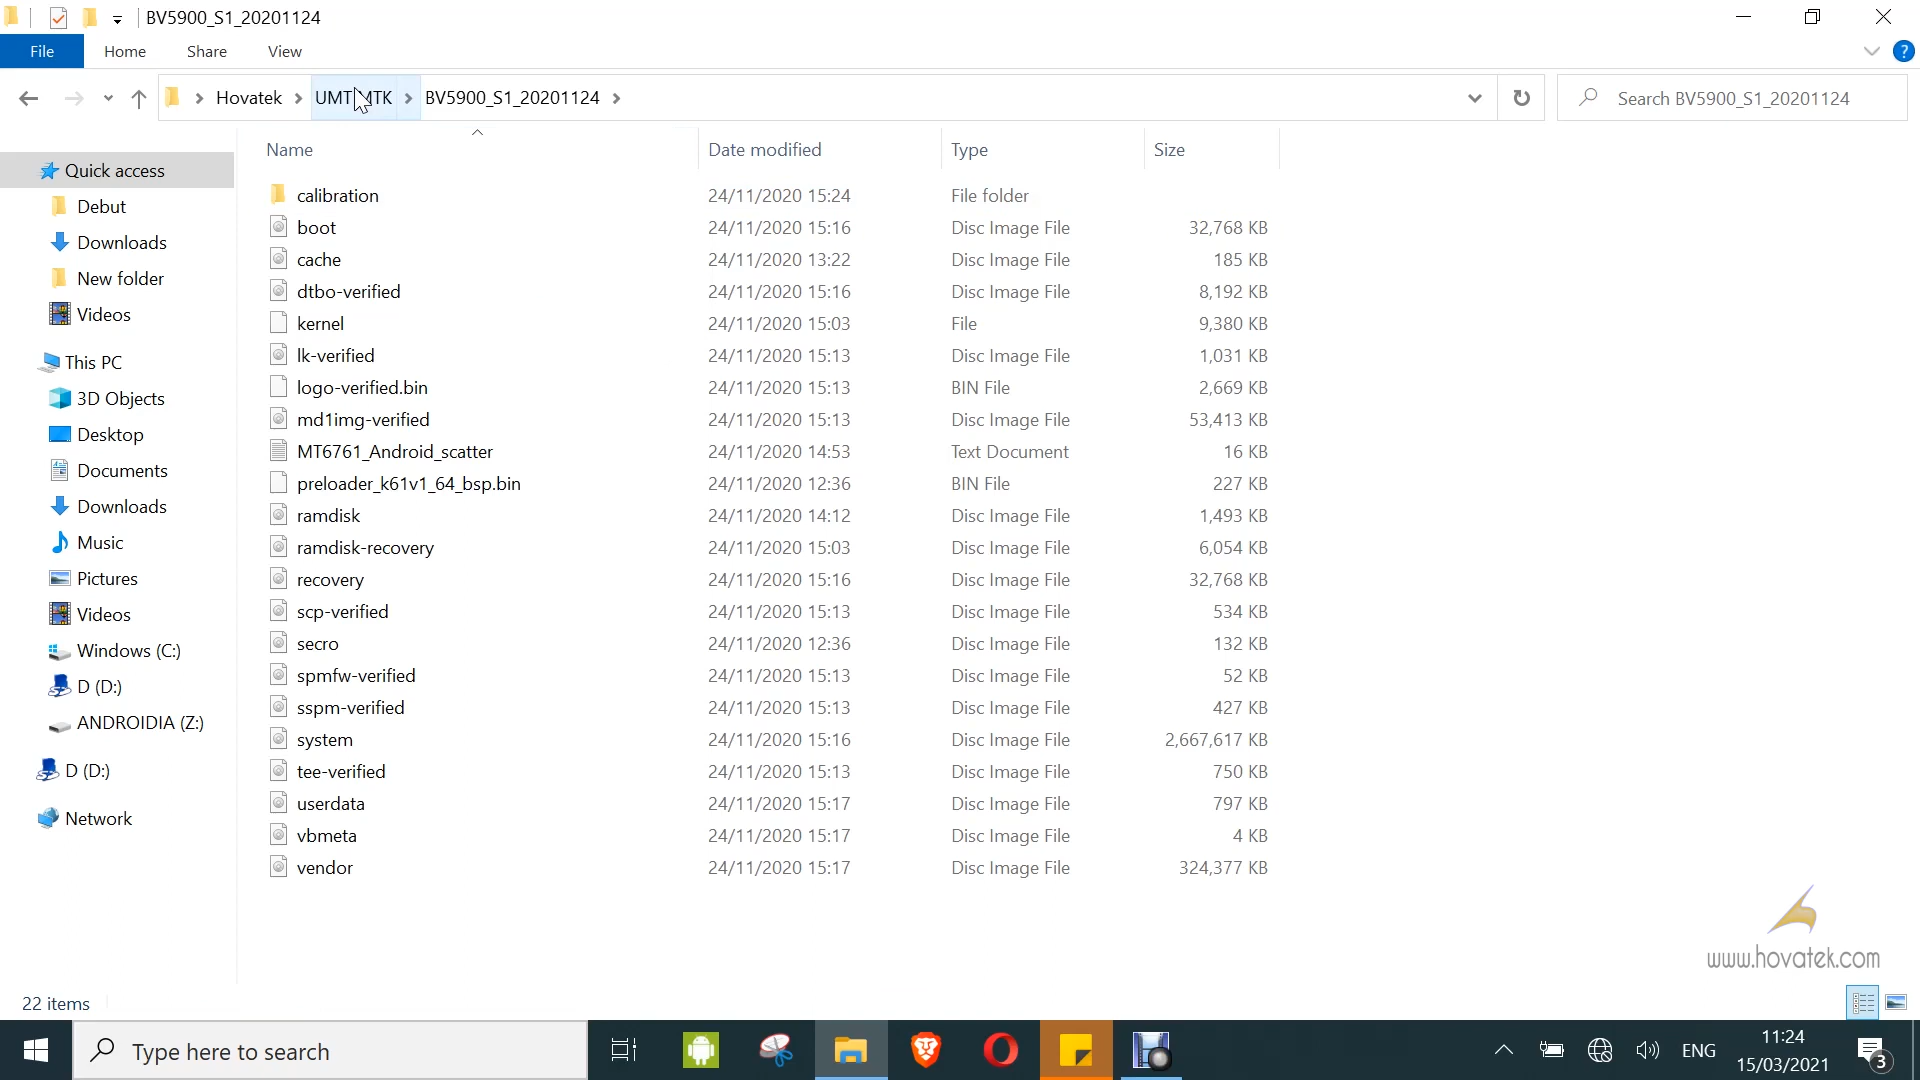 BV5900_S1_20201124
File Home Share View
Hovatek UMT MTK BV5900_S1_20201124
Search BV5900_S1_20201124
Name Date modified Type Size
Quick access
Debut
Downloads
New folder
Videos
This PC
3D Objects
Desktop
Documents
Downloads
Music
Pictures
Videos
Windows (C:)
D (D:)
ANDROIDIA (Z:)
D (D:)
Network
calibration 24/11/2020 15:24 File folder
boot 24/11/2020 15:16 Disc Image File 32,768 KB
cache 24/11/2020 13:22 Disc Image File 185 KB
dtbo-verified 24/11/2020 15:16 Disc Image File 8,192 KB
kernel 24/11/2020 15:03 File 9,380 KB
lk-verified 24/11/2020 15:13 Disc Image File 1,031 KB
logo-verified.bin 24/11/2020 15:13 BIN File 2,669 KB
md1img-verified 24/11/2020 15:13 Disc Image File 53,413 KB
MT6761_Android_scatter 24/11/2020 14:53 Text Document 16 KB
preloader_k61v1_64_bsp.bin 24/11/2020 12:36 BIN File 227 KB
ramdisk 24/11/2020 14:12 Disc Image File 1,493 KB
ramdisk-recovery 24/11/2020 15:03 Disc Image File 6,054 KB
recovery 24/11/2020 15:16 Disc Image File 32,768 KB
scp-verified 24/11/2020 15:13 Disc Image File 534 KB
secro 24/11/2020 12:36 Disc Image File 132 KB
spmfw-verified 24/11/2020 15:13 Disc Image File 52 KB
sspm-verified 24/11/2020 15:13 Disc Image File 427 KB
system 24/11/2020 15:16 Disc Image File 2,667,617 KB
tee-verified 24/11/2020 15:13 Disc Image File 750 KB
userdata 24/11/2020 15:17 Disc Image File 797 KB
vbmeta 24/11/2020 15:17 Disc Image File 4 KB
vendor 24/11/2020 15:17 Disc Image File 324,377 KB
www.hovatek.com
22 items
Type here to search
ENG
11:24
15/03/2021
3